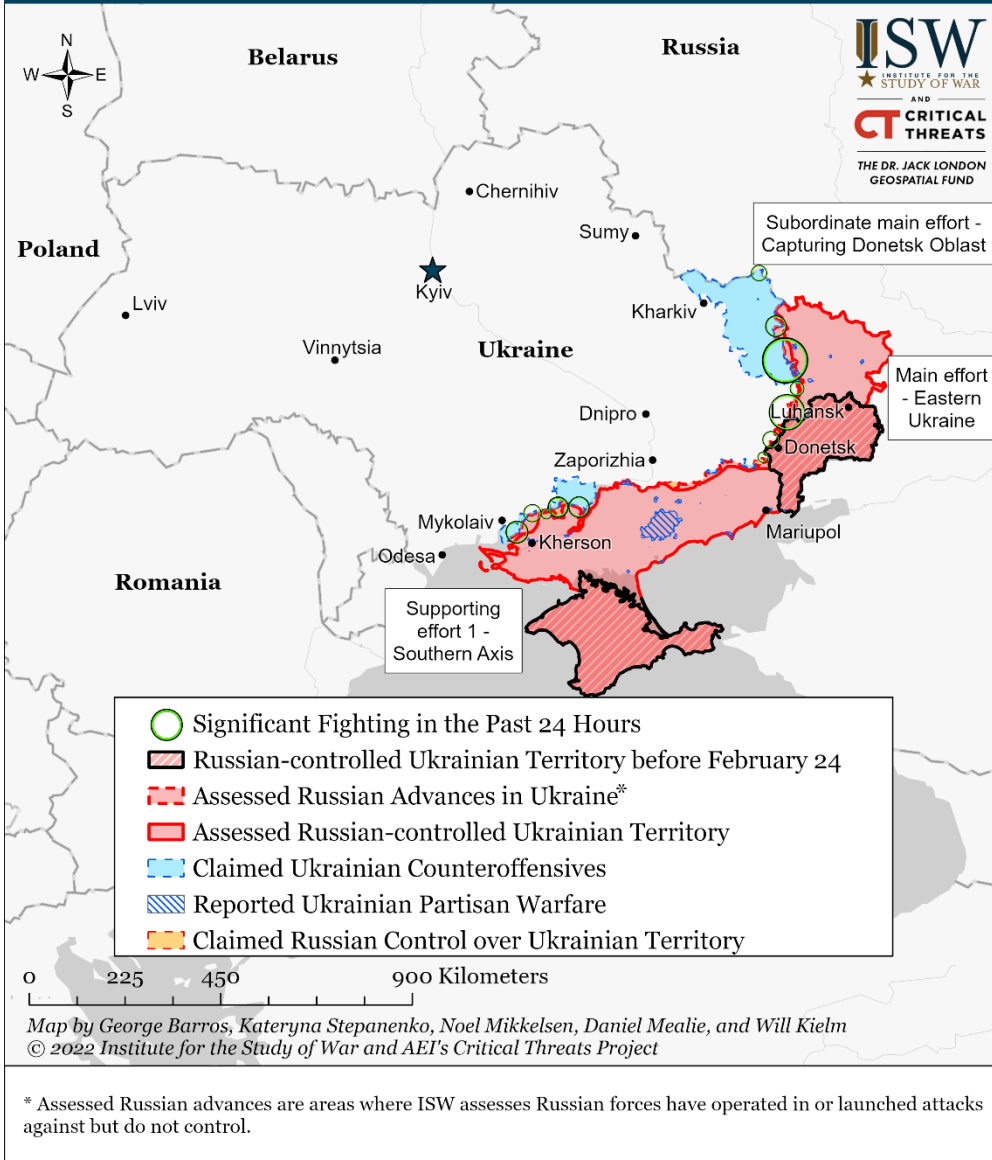 N
W E
S
Belarus
Russia
ISW
INSTITUTE FOR THE
STUDY OF WAR
AND
CT CRITICAL
THREATS
THE DR. JACK LONDON
GEOSPATIAL FUND
Chernihiv
Subordinate main effort -
Capturing Donetsk Oblast
Sumy
Poland
Kyiv
Lviv
Kharkiv
Vinnytsia
Ukraine
Main effort
- Eastern
Ukraine
Dnipro
Luhansk
Donetsk
Zaporizhia
Mykolaiv
Mariupol
Kherson
Odesa
Romania
Supporting
effort 1 -
Southern Axis
Significant Fighting in the Past 24 Hours
Russian-controlled Ukrainian Territory before February 24
Assessed Russian Advances in Ukraine*
Assessed Russian-controlled Ukrainian Territory
Claimed Ukrainian Counteroffensives
Reported Ukrainian Partisan Warfare
Claimed Russian Control over Ukrainian Territory
0 225 450 900 Kilometers
Map by George Barros, Kateryna Stepanenko, Noel Mikkelsen, Daniel Mealie, and Will Kielm
© 2022 Institute for the Study of War and AEI's Critical Threats Project
* Assessed Russian advances are areas where ISW assesses Russian forces have operated in or launched attacks
against but do not control.